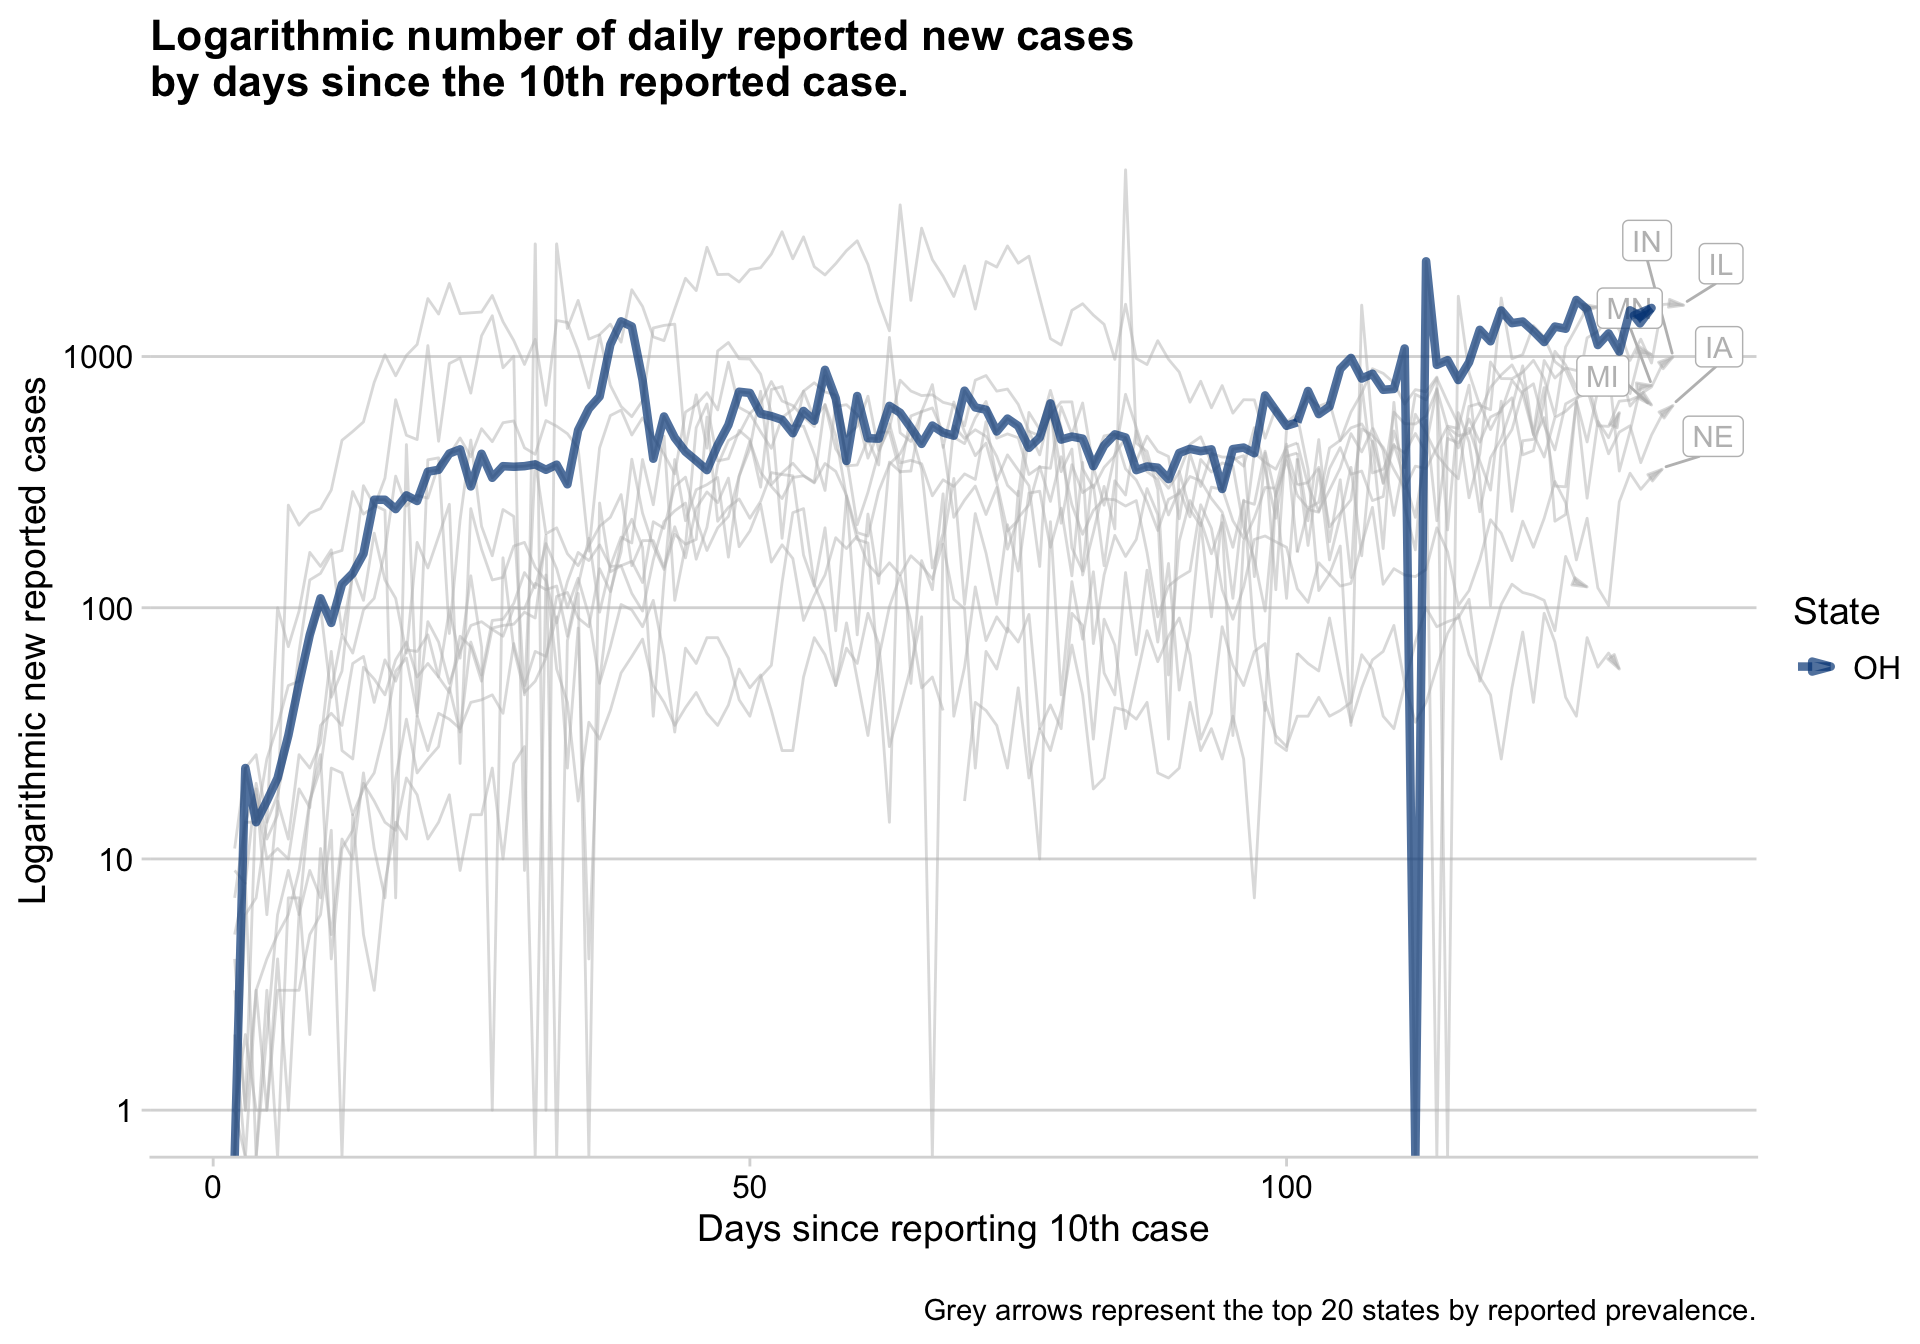 Logarithmic number of daily reported new cases
by days since the 10th reported case.
Logarithmic new reported cases
1000
100
10
1
IN
IL
MN
IA
MI
NE
State
OH
0
50
100
Days since reporting 10th case
Grey arrows represent the top 20 states by reported prevalence.